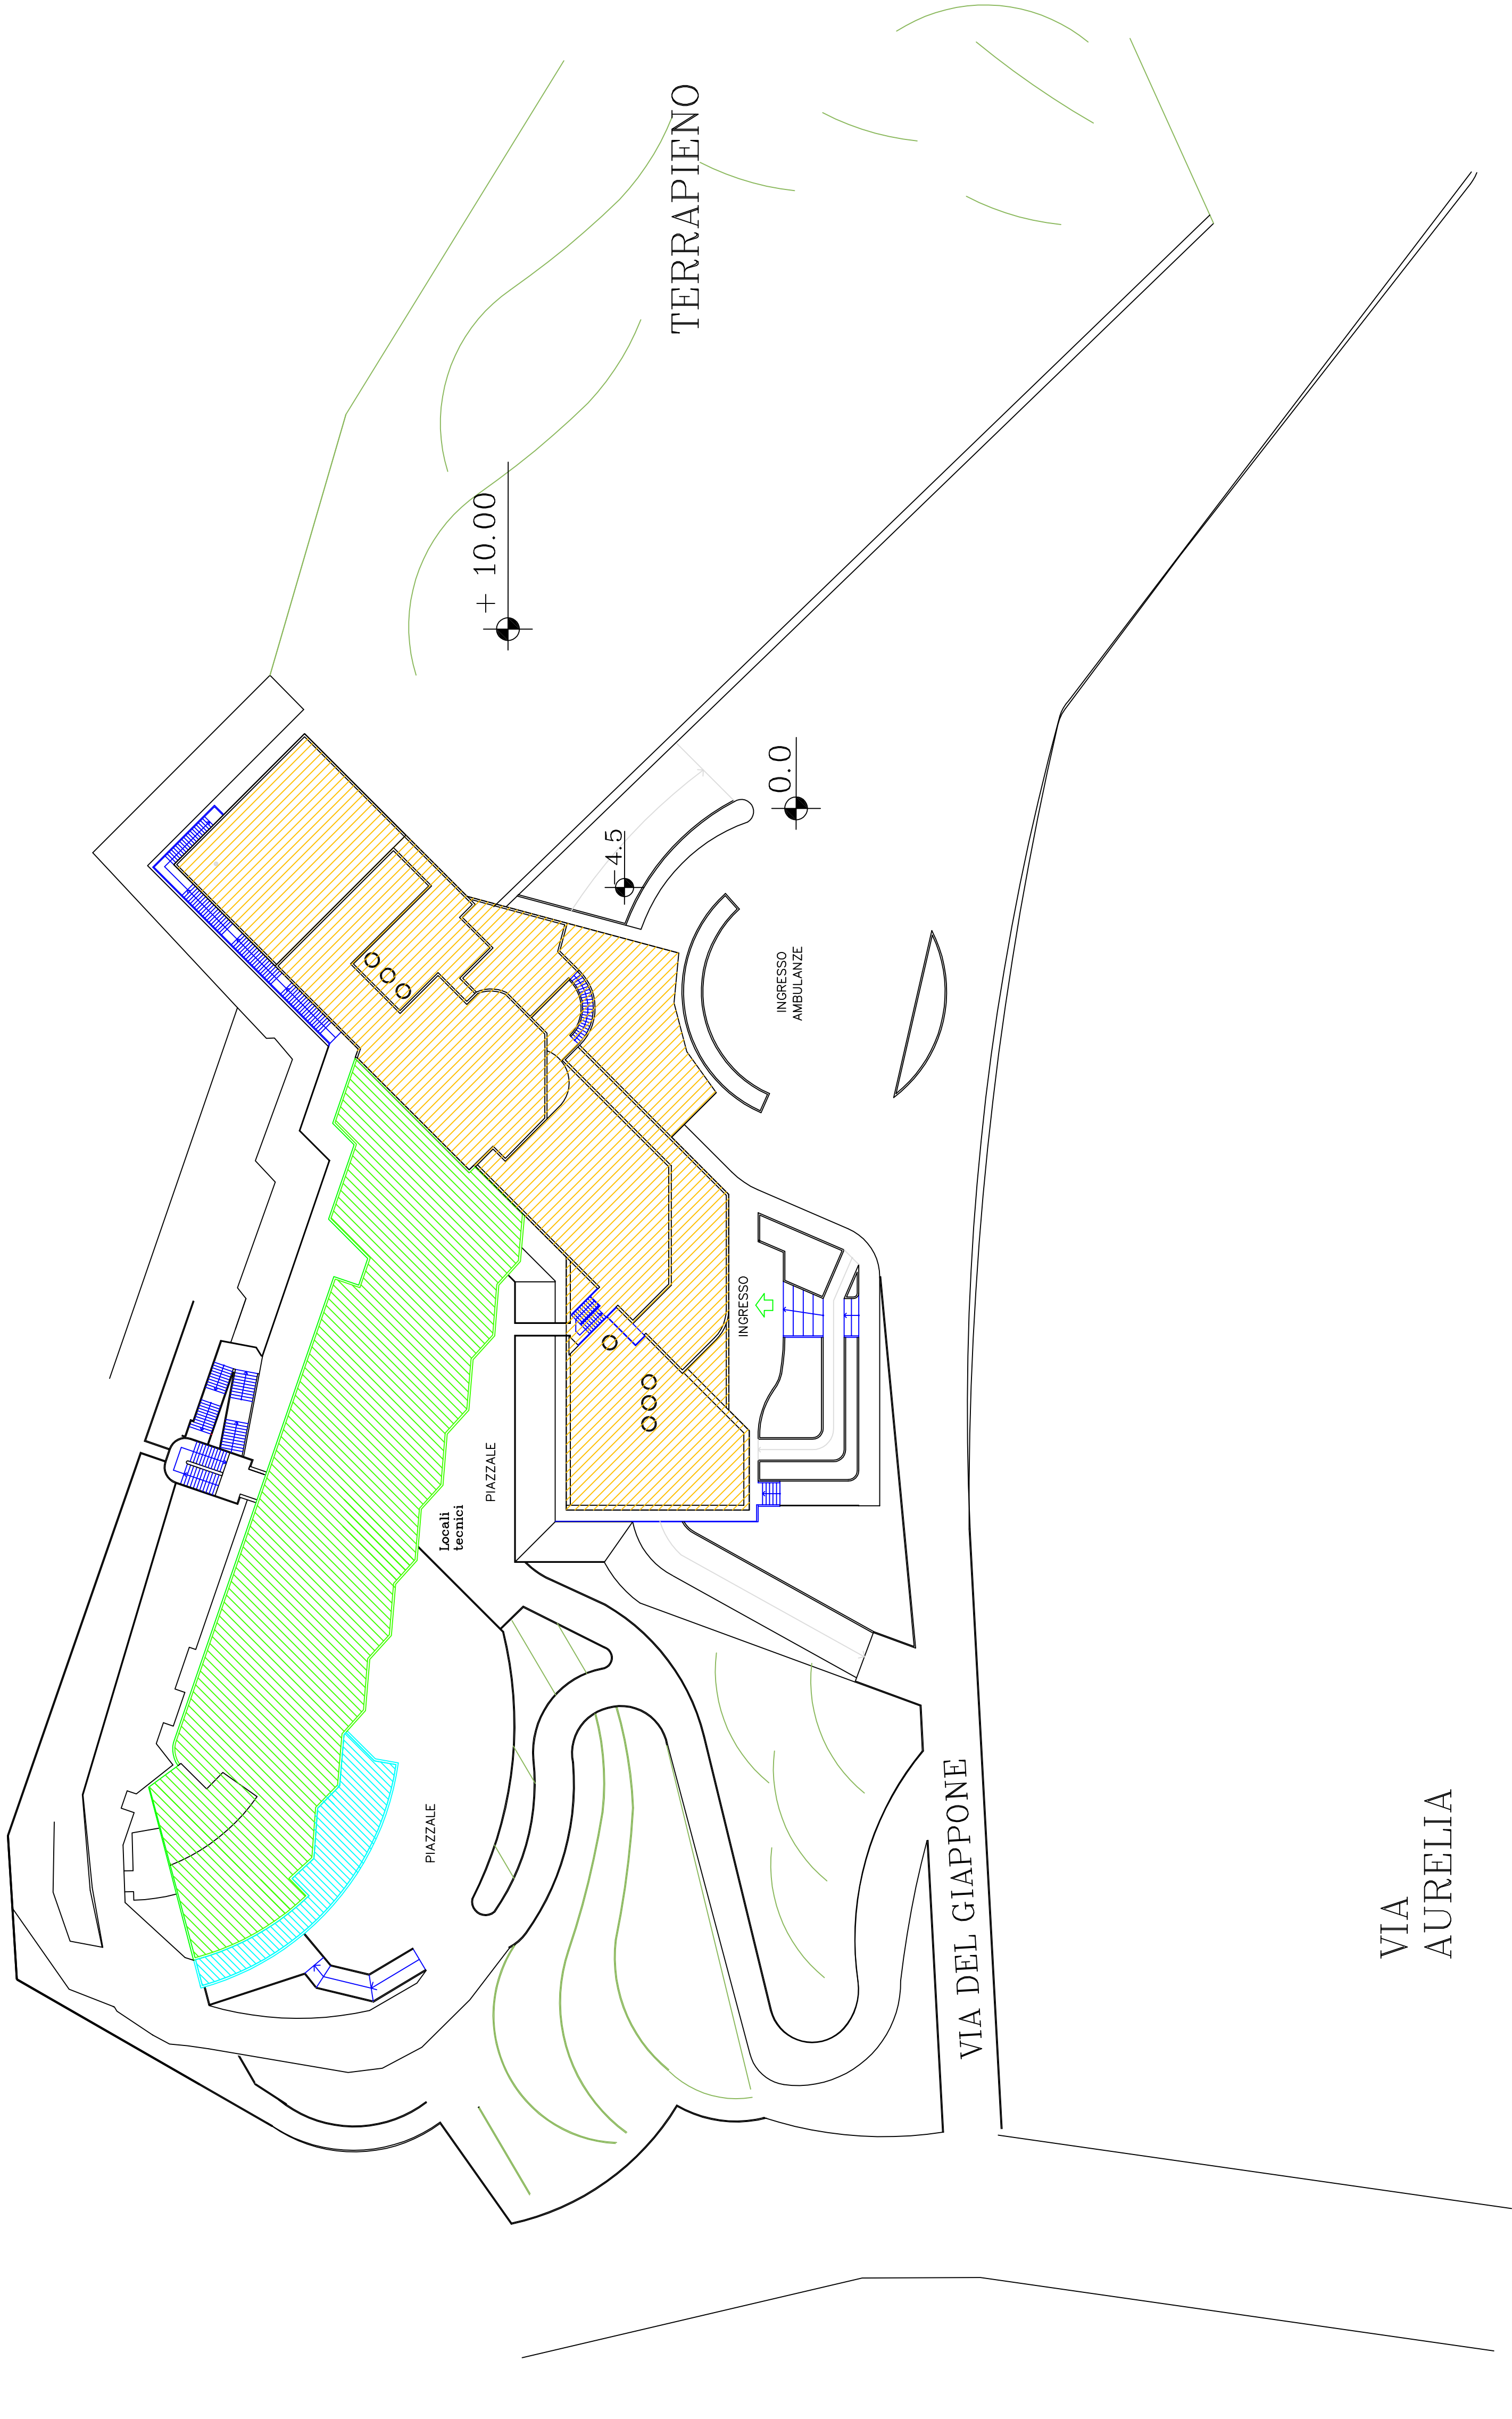 TERRAPIENO
+ 10.00
0.0
-4.5
INGRESSO
AMBULANZE
INGRESSO
PIAZZALE
Locali
tecnici
PIAZZALE
VIA DEL GIAPPONE
VIA
AURELIA